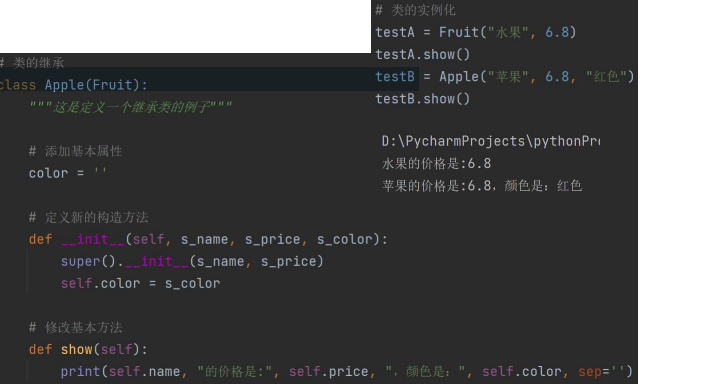 # 类的继承
class Apple(Fruit):
"""这是定义一个继承类的例子"""
# 添加基本属性
color = ''
# 定义新的构造方法
def __init__(self, s_name, s_price, s_color):
super().__init__(s_name, s_price)
self.color = s_color
# 修改基本方法
def show(self):
print(self.name, "的价格是:", self.price, "，颜色是：", self.color, sep='')
# 类的实例化
testA = Fruit("水果", 6.8)
testA.show()
testB = Apple("苹果", 6.8, "红色")
testB.show()
D:\PycharmProjects\pythonPr
水果的价格是:6.8
苹果的价格是:6.8，颜色是：红色